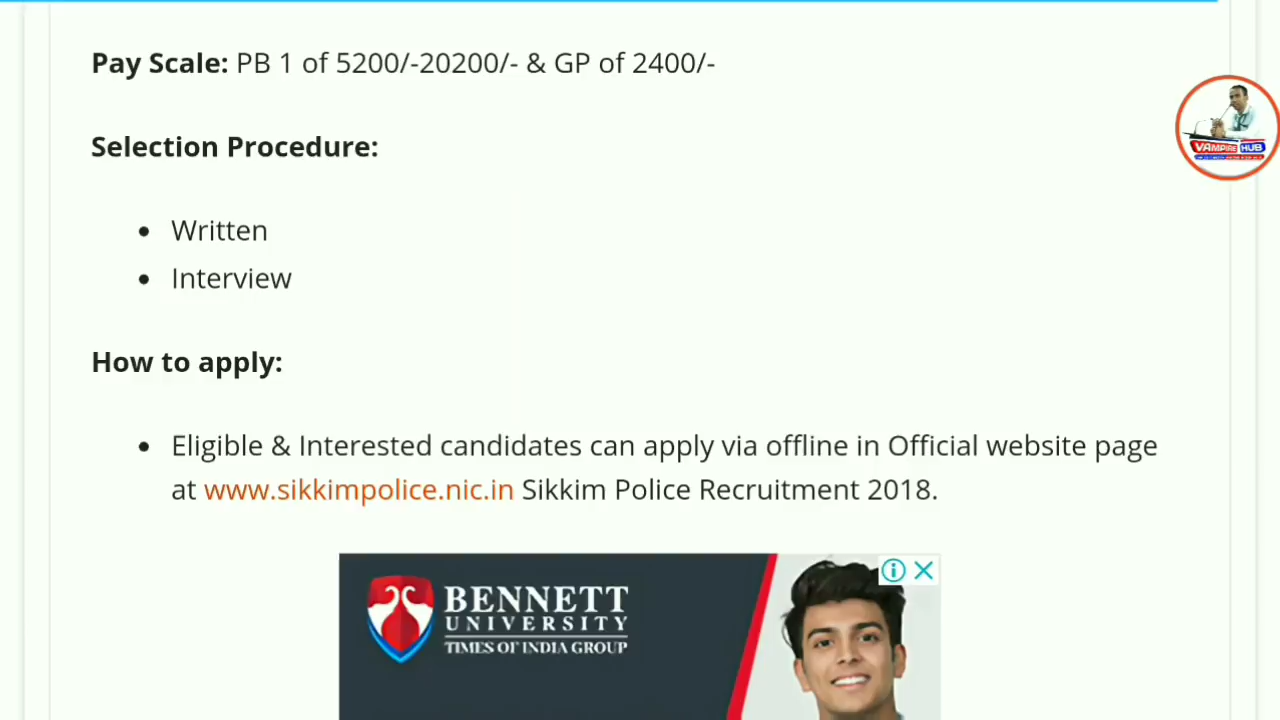 Pay Scale: PB 1 of 5200/-20200/- & GP of 2400/-
Selection Procedure:
• Written
• Interview
How to apply:
• Eligible & Interested candidates can apply via offline in Official website page
at www.sikkimpolice.nic.in Sikkim Police Recruitment 2018.
VAMPIRE HUB
BENNETT
UNIVERSITY
TIMES OF INDIA GROUP